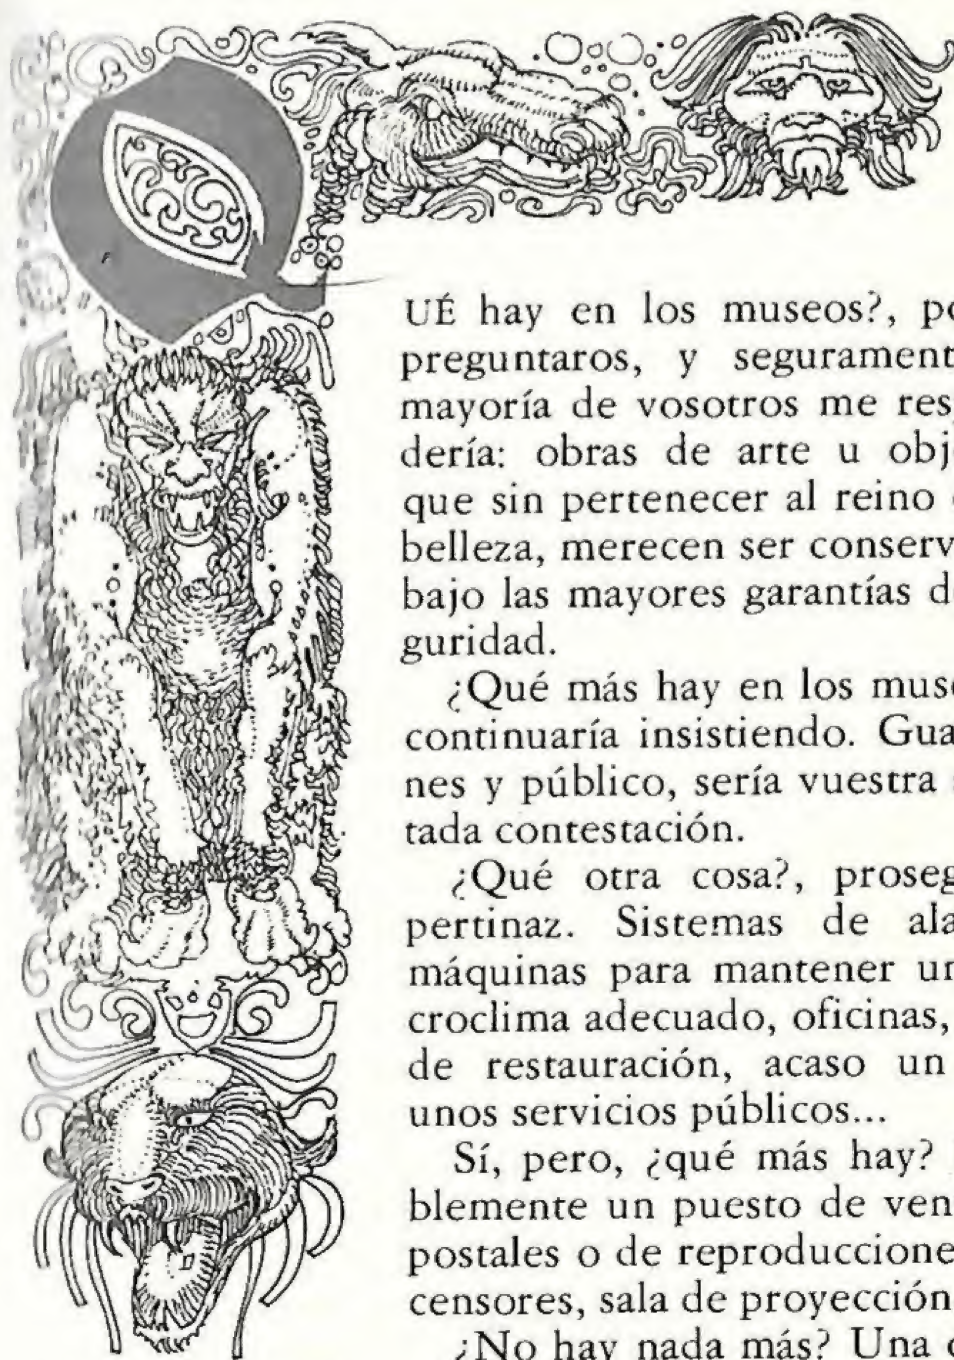 Q
UÉ hay en los museos?, po
preguntaros, y segurament
mayoría de vosotros me res
dería: obras de arte u obj
que sin pertenecer al reino
belleza, merecen ser conserv
bajo las mayores garantías d
guridad.
¿Qué más hay en los muse
continuaría insistiendo. Gua
nes y público, sería vuestra
tada contestación.
¿Qué otra cosa?, proseg
pertinaz. Sistemas de ala
máquinas para mantener un
croclima adecuado, oficinas,
de restauración, acaso un
unos servicios públicos...
Sí, pero, ¿qué más hay?
blemente un puesto de ven
postales o de reproduccione
censores, sala de proyección
¿No hay nada más? Una